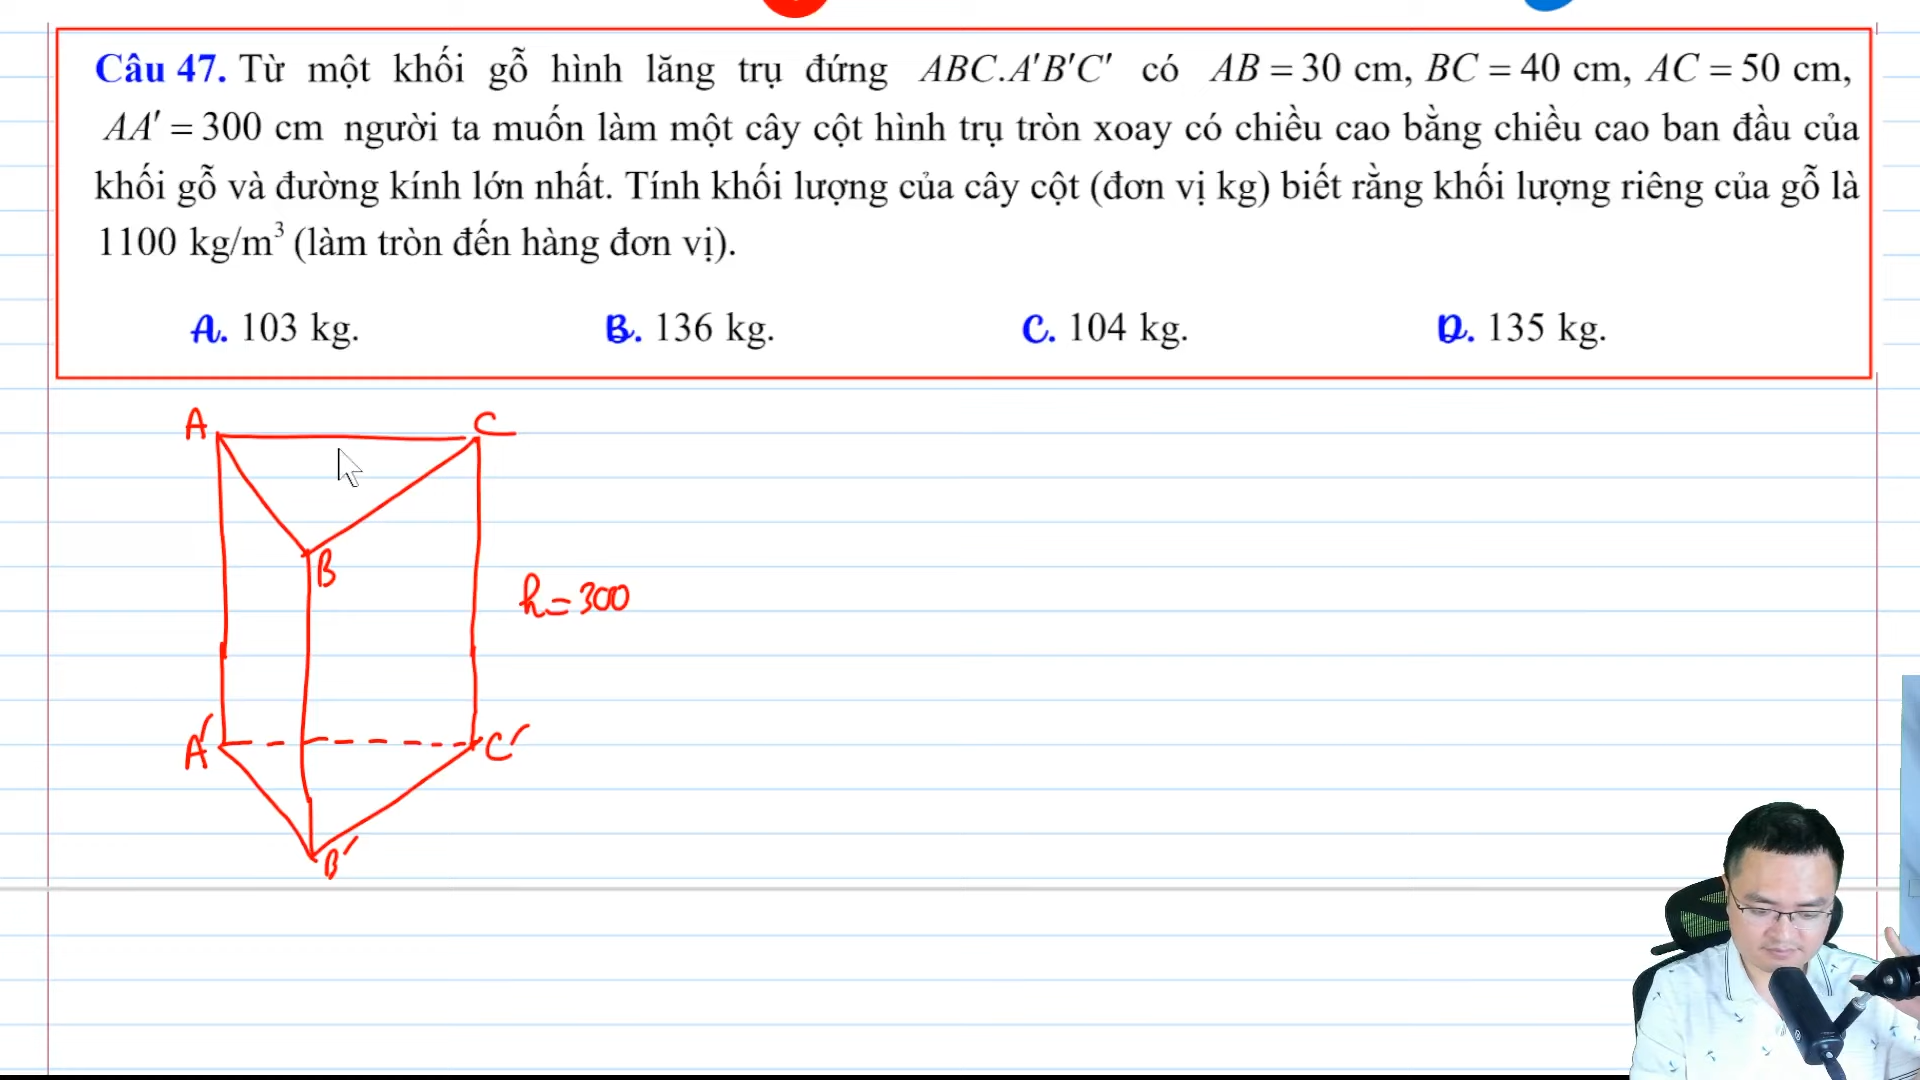 Câu 47. Từ một khối gỗ hình lăng trụ đứng ABC.A'B'C' có AB = 30 cm, BC = 40 cm, AC = 50 cm,
AA' = 300 cm người ta muốn làm một cây cột hình trụ tròn xoay có chiều cao bằng chiều cao ban đầu của
khối gỗ và đường kính lớn nhất. Tính khối lượng của cây cột (đơn vị kg) biết rằng khối lượng riêng của gỗ là
1100 kg/m³ (làm tròn đến hàng đơn vị).
A. 103 kg. B. 136 kg. C. 104 kg. D. 135 kg.
A C
B
h = 300
A' C'
B'